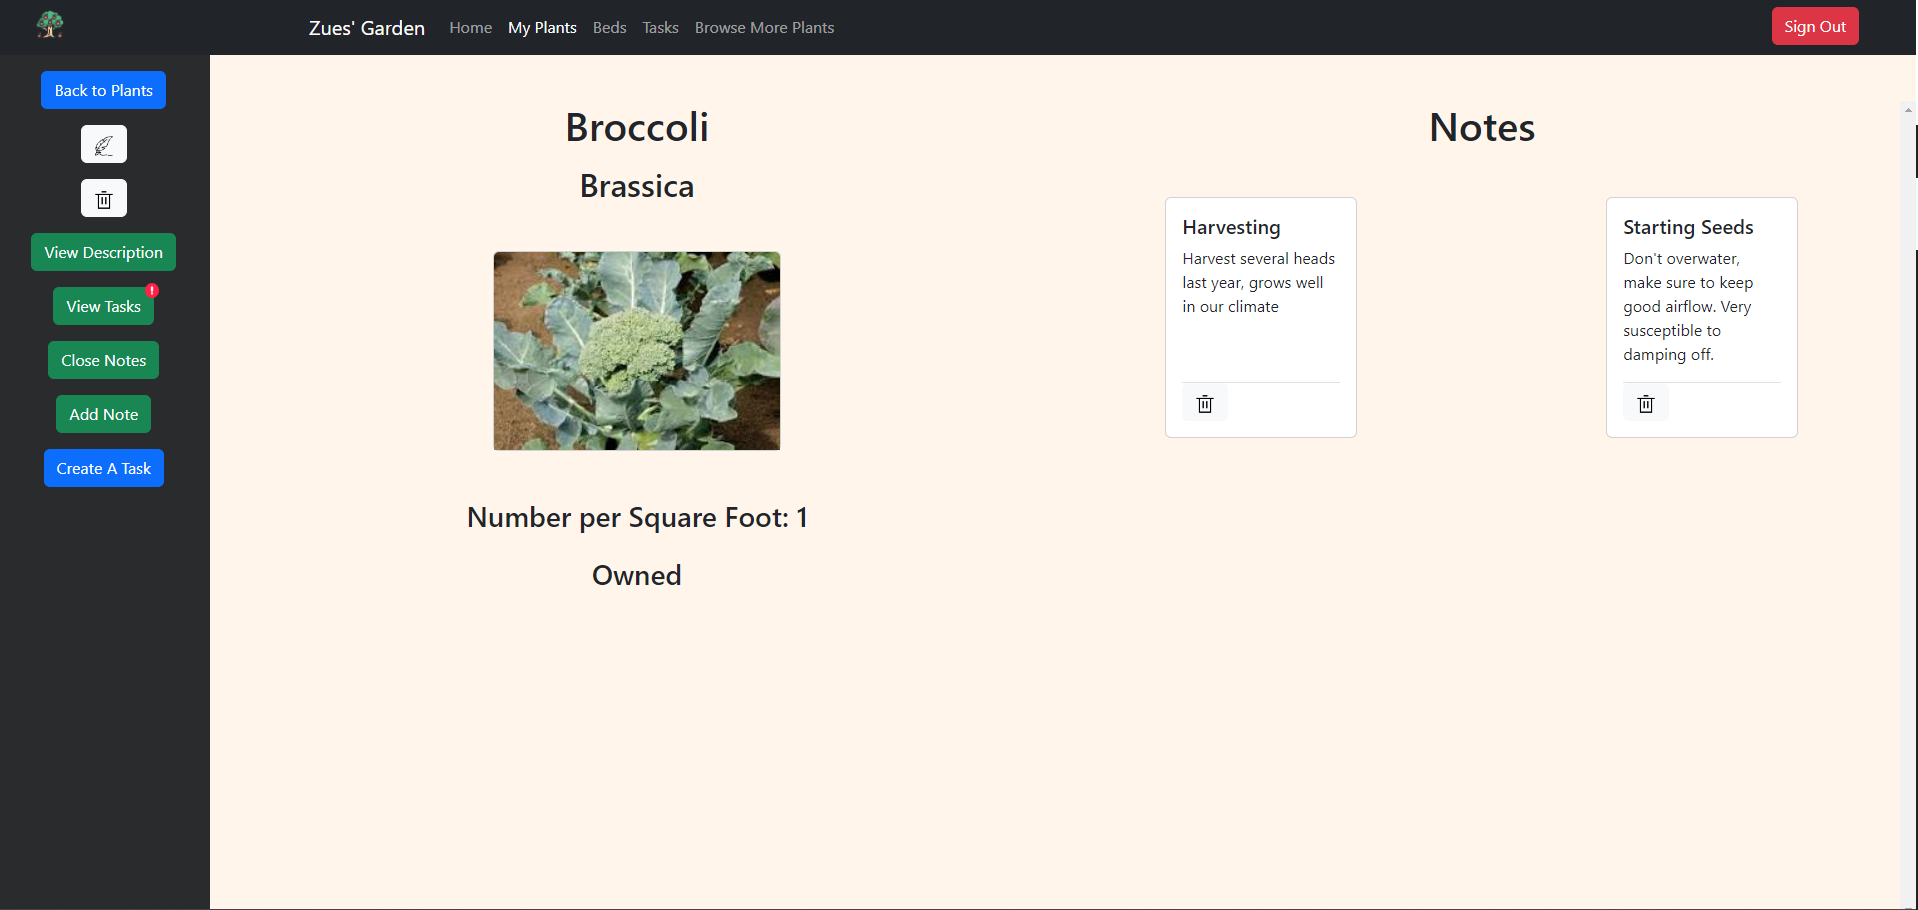 Zues' Garden
Home
My Plants
Beds
Tasks
Browse More Plants
Sign Out
Back to Plants
View Description
View Tasks
!
Close Notes
Add Note
Create A Task
Broccoli
Brassica
Number per Square Foot: 1
Owned
Notes
Harvesting
Harvest several heads
last year, grows well
in our climate
Starting Seeds
Don't overwater,
make sure to keep
good airflow. Very
susceptible to
damping off.